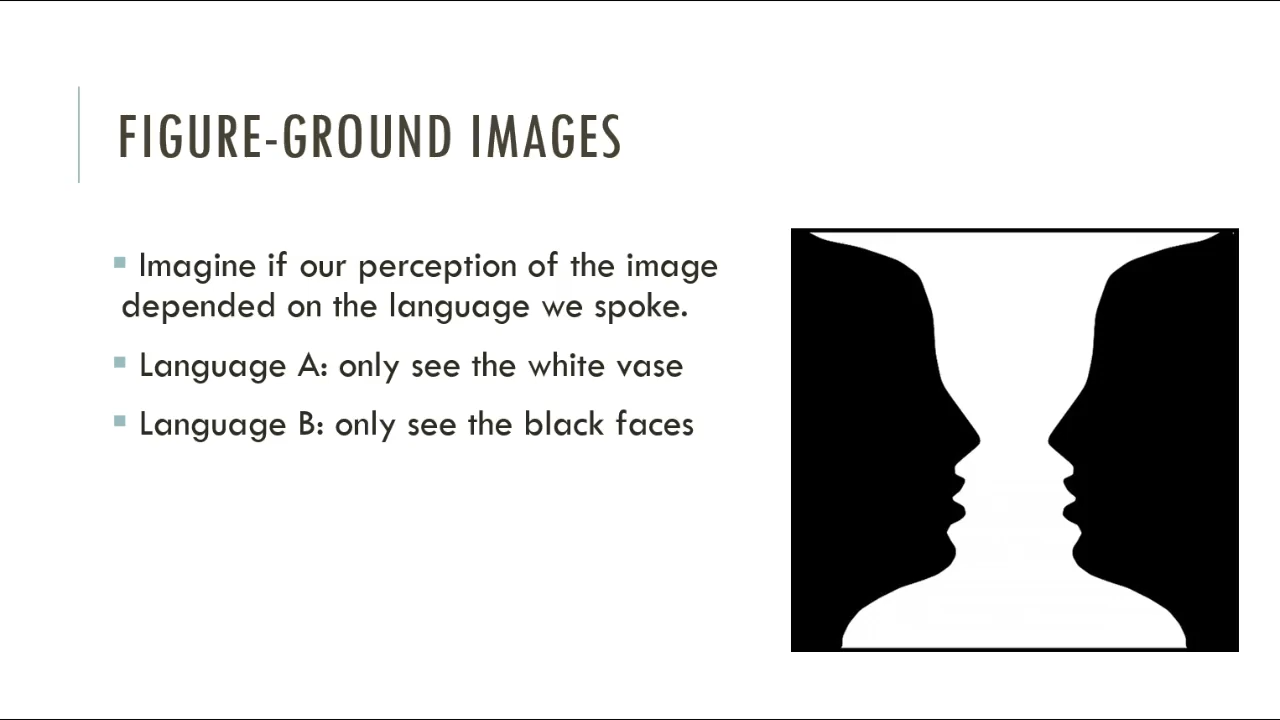 FIGURE-GROUND IMAGES
Imagine if our perception of the image
depended on the language we spoke.
Language A: only see the white vase
Language B: only see the black faces